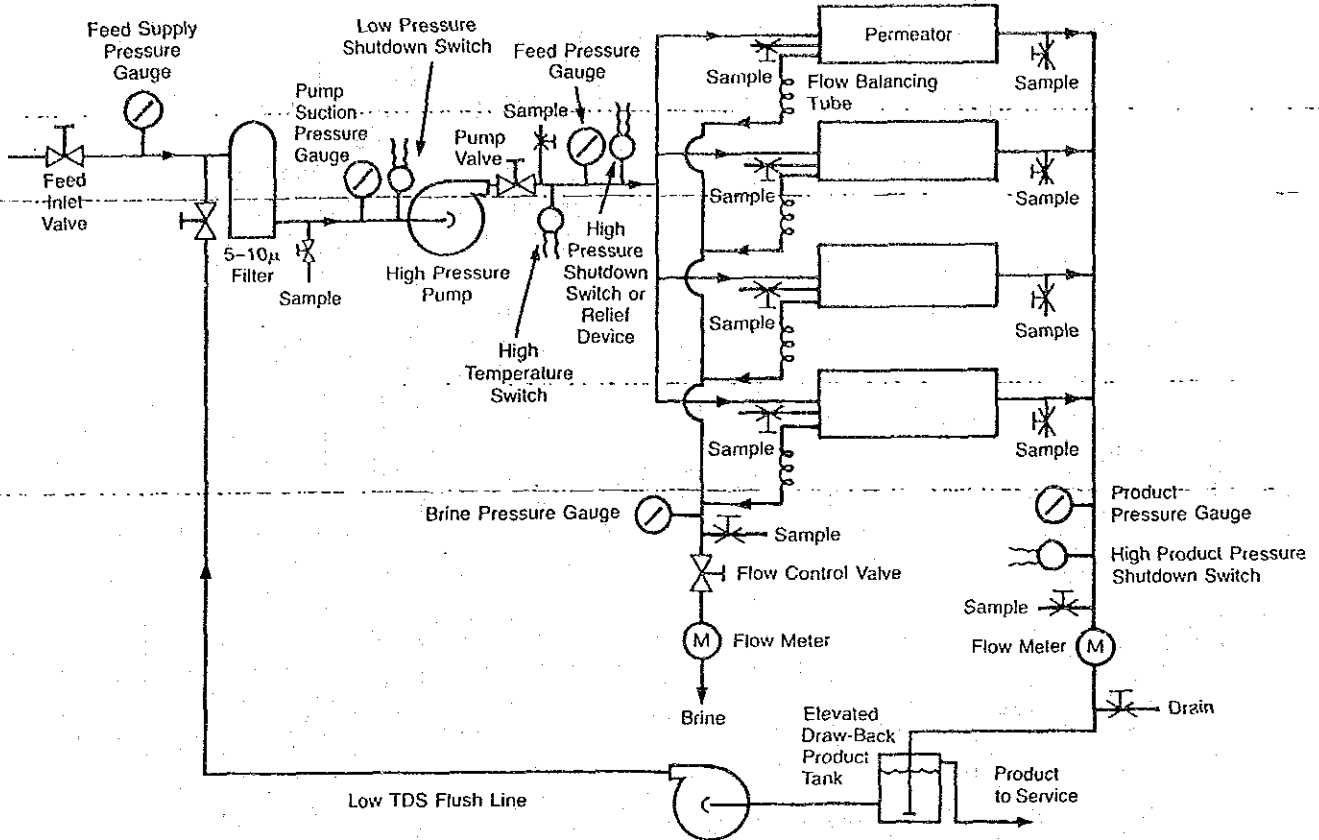 Feed Supply
Pressure
Gauge
Low Pressure
Shutdown Switch
Pump
Suction
Pressure
Gauge
Feed
Inlet
Valve
5-10μ
Filter
Sample
High Pressure
Pump
Pump
Valve
Sample
Feed Pressure
Gauge
High
Temperature
Switch
High
Pressure
Shutdown
Switch or
Relief
Device
Permeator
Sample
Flow Balancing
Tube
Sample
Sample
Sample
Sample
Sample
Sample
Sample
Brine Pressure Gauge
Sample
Flow Control Valve
M
Flow Meter
Brine
Product
Pressure Gauge
High Product Pressure
Shutdown Switch
Sample
Flow Meter
M
Drain
Elevated
Draw-Back
Product
Tank
Product
to Service
Low TDS Flush Line